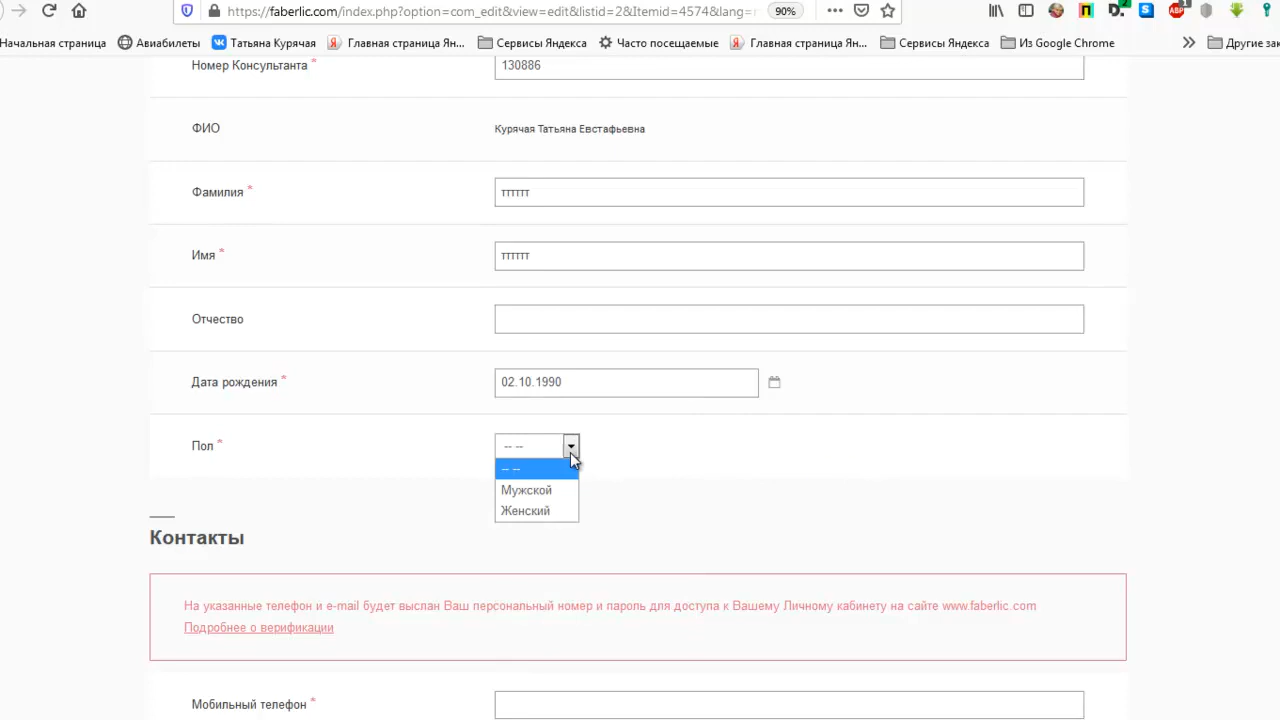 https://faberlic.com/index.php?option=com_edit&view=edit&listid=2&Itemid=4574&lang=
90%
Начальная страница
Авиабилеты
Татьяна Курячая
Главная страница Ян...
Сервисы Яндекса
Часто посещаемые
Главная страница Ян...
Сервисы Яндекса
Из Google Chrome
Другие зак
Номер Консультанта *
130886
ФИО
Курячая Татьяна Евстафьевна
Фамилия *
тттттт
Имя *
тттттт
Отчество
Дата рождения *
02.10.1990
Пол *
-- --
-- --
Мужской
Женский
Контакты
На указанные телефон и e-mail будет выслан Ваш персональный номер и пароль для доступа к Вашему Личному кабинету на сайте www.faberlic.com
Подробнее о верификации
Мобильный телефон *